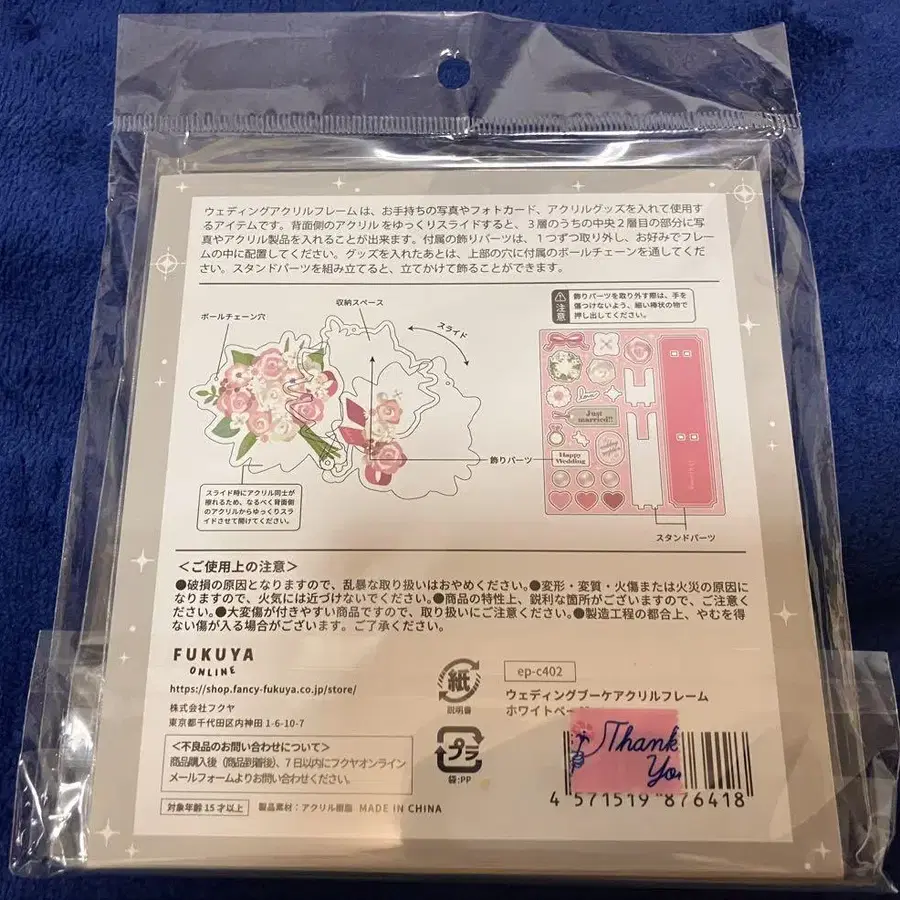 ウェディングアクリルフレームは、お手持ちの写真やフォトカード、アクリルグッズを入れて使用す
るアイテムです。背面側のアクリルをゆっくりスライドすると、3層のうちの中央2層目の部分に写
真やアクリル製品を入れることが出来ます。付属の飾りパーツは、1つずつ取り外し、お好みでフレー
ムの中に配置してください。グッズを入れたあとは、上部の穴に付属のボールチェーンを通してくだ
さい。スタンドパーツを組み立てると、立てかけて飾ることができます。
収納スペース
ボールチェーン穴
スライド
注意
飾りパーツを取り外す際は、手を
傷つけないよう、細い棒状の物で
押し出してください。
love
Just
married!!
Happy
Wedding
飾りパーツ
スライド時にアクリル同士が
擦れるため、なるべく背面側
のアクリルからゆっくりス
ライドさせて開けてください。
スタンドパーツ
＜ご使用上の注意＞
●破損の原因となりますので、乱暴な取り扱いはおやめください。●変形・変質・火傷または火災の原因に
なりますので、火気には近づけないでください。●商品の特性上、鋭利な箇所がございますので、ご注意く
ださい。●大変傷が付きやすい商品ですので、取り扱いにご注意ください。●製造工程の都合上、やむを得
ない傷が入る場合がございます。ご了承ください。
FUKUYA
ONLINE
https://shop.fancy-fukuya.co.jp/store/
株式会社フクヤ
東京都千代田区内神田 1-6-10-7
＜不良品のお問い合わせについて＞
商品購入後（商品到着後）、7日以内にフクヤオンライン
メールフォームよりお問い合わせください。
対象年齢15才以上
製品素材：アクリル樹脂 MADE IN CHINA
紙
説明書
プラ
袋:PP
ep-c402
ウェディングブーケアクリルフレーム
ホワイトベー
Thank
You
4 571519 876418